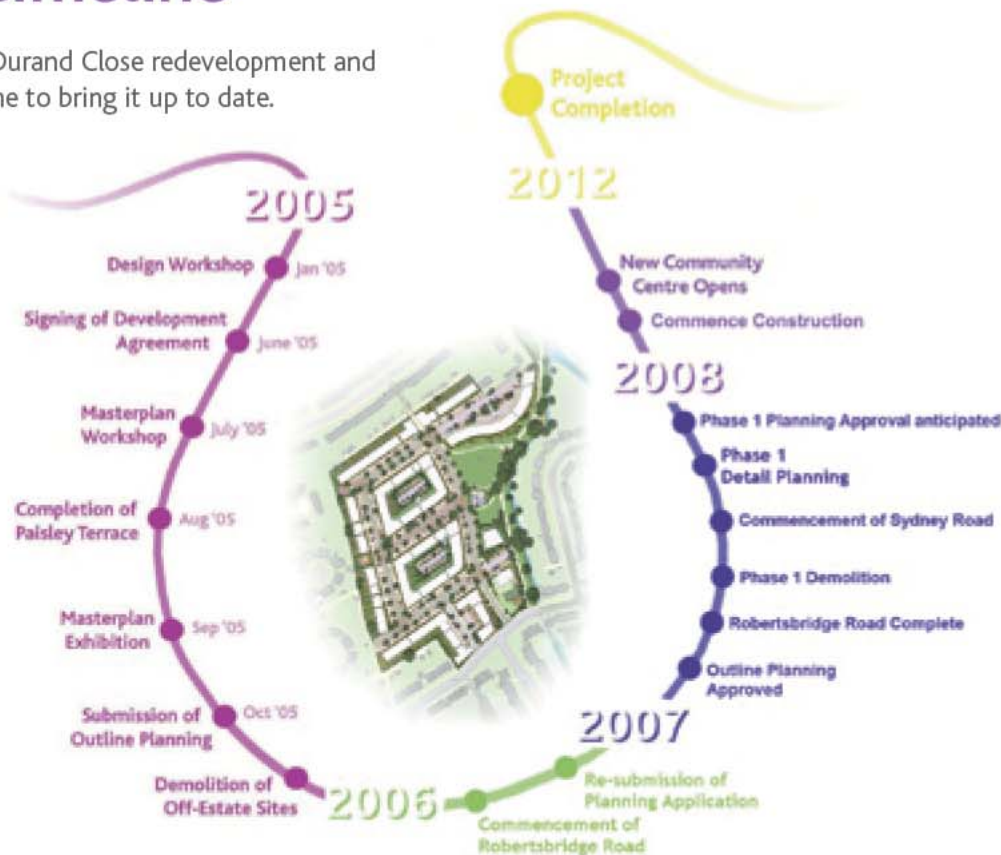 Durand Close redevelopment and
to bring it up to date.
2005
Design Workshop
Jan '05
Signing of Development
Agreement
June '05
Masterplan
Workshop
July '05
Completion of
Paisley Terrace
Aug '05
Masterplan
Exhibition
Sep '05
Submission of
Outline Planning
Oct '05
Demolition of
Off-Estate Sites
2006
Commencement of
Robertsbridge Road
Re-submission of
Planning Application
2007
Outline Planning
Approved
Robertsbridge Road Complete
Phase 1 Demolition
Commencement of Sydney Road
Phase 1
Detail Planning
Phase 1 Planning Approval anticipated
2008
Commence Construction
New Community
Centre Opens
2012
Project
Completion